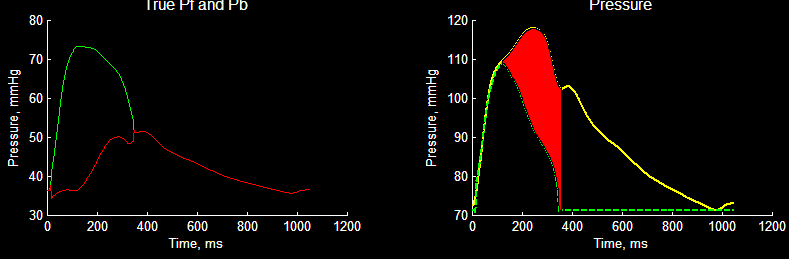 True Pf and Pb
80
70
60
50
40
30
Pressure, mmHg
0 200 400 600 800 1000 1200
Time, ms
Pressure
120
110
100
90
80
70
Pressure, mmHg
0 200 400 600 800 1000 1200
Time, ms